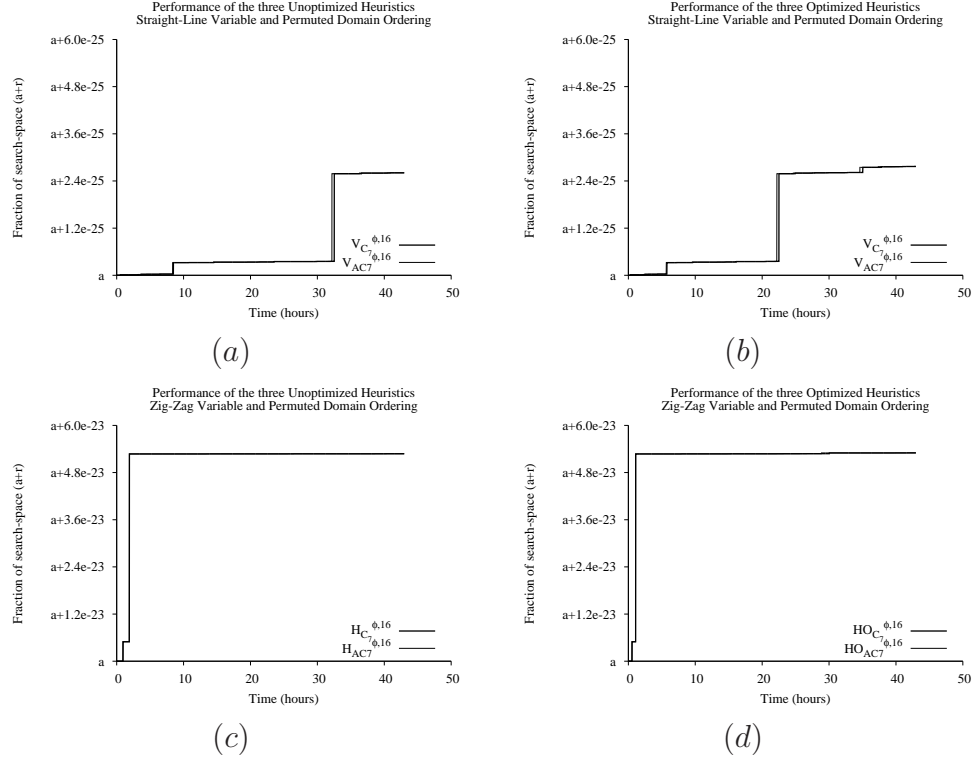 Performance of the three Unoptimized Heuristics
Straight-Line Variable and Permuted Domain Ordering
Fraction of search-space (a+r)
a+6.0e-25
a+4.8e-25
a+3.6e-25
a+2.4e-25
a+1.2e-25
a
V_{C_7}^{ϕ,16}
V_{AC7}^{ϕ,16}
0 10 20 30 40 50
Time (hours)
(a)
Performance of the three Optimized Heuristics
Straight-Line Variable and Permuted Domain Ordering
Fraction of search-space (a+r)
a+6.0e-25
a+4.8e-25
a+3.6e-25
a+2.4e-25
a+1.2e-25
a
V_{C_7}^{ϕ,16}
V_{AC7}^{ϕ,16}
0 10 20 30 40 50
Time (hours)
(b)
Performance of the three Unoptimized Heuristics
Zig-Zag Variable and Permuted Domain Ordering
Fraction of search-space (a+r)
a+6.0e-23
a+4.8e-23
a+3.6e-23
a+2.4e-23
a+1.2e-23
a
H_{C_7}^{ϕ,16}
H_{AC7}^{ϕ,16}
0 10 20 30 40 50
Time (hours)
(c)
Performance of the three Optimized Heuristics
Zig-Zag Variable and Permuted Domain Ordering
Fraction of search-space (a+r)
a+6.0e-23
a+4.8e-23
a+3.6e-23
a+2.4e-23
a+1.2e-23
a
HO_{C_7}^{ϕ,16}
HO_{AC7}^{ϕ,16}
0 10 20 30 40 50
Time (hours)
(d)